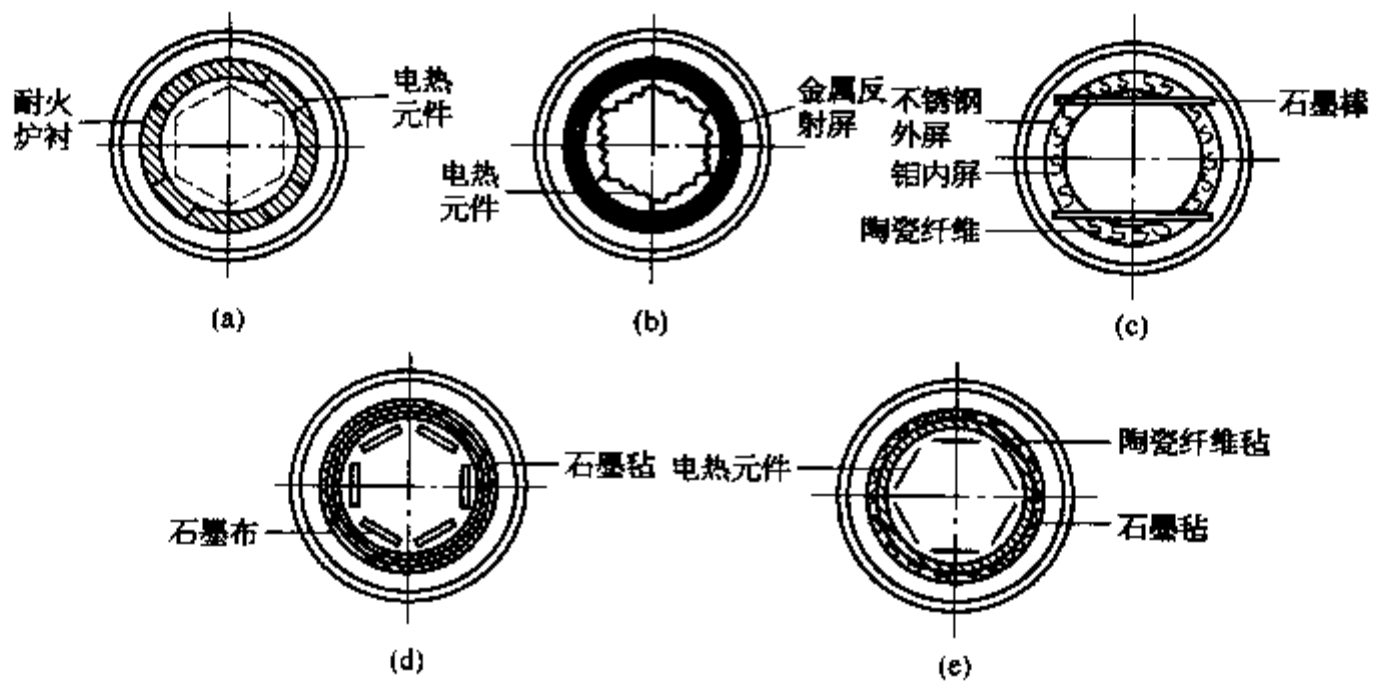 耐火
炉衬
电热
元件
(a)
金属反
射屏
电热
元件
(b)
不锈钢
外屏
钼内屏
陶瓷纤维
石墨棒
(c)
石墨毡
石墨布
(d)
电热元件
陶瓷纤维毡
石墨毡
(e)